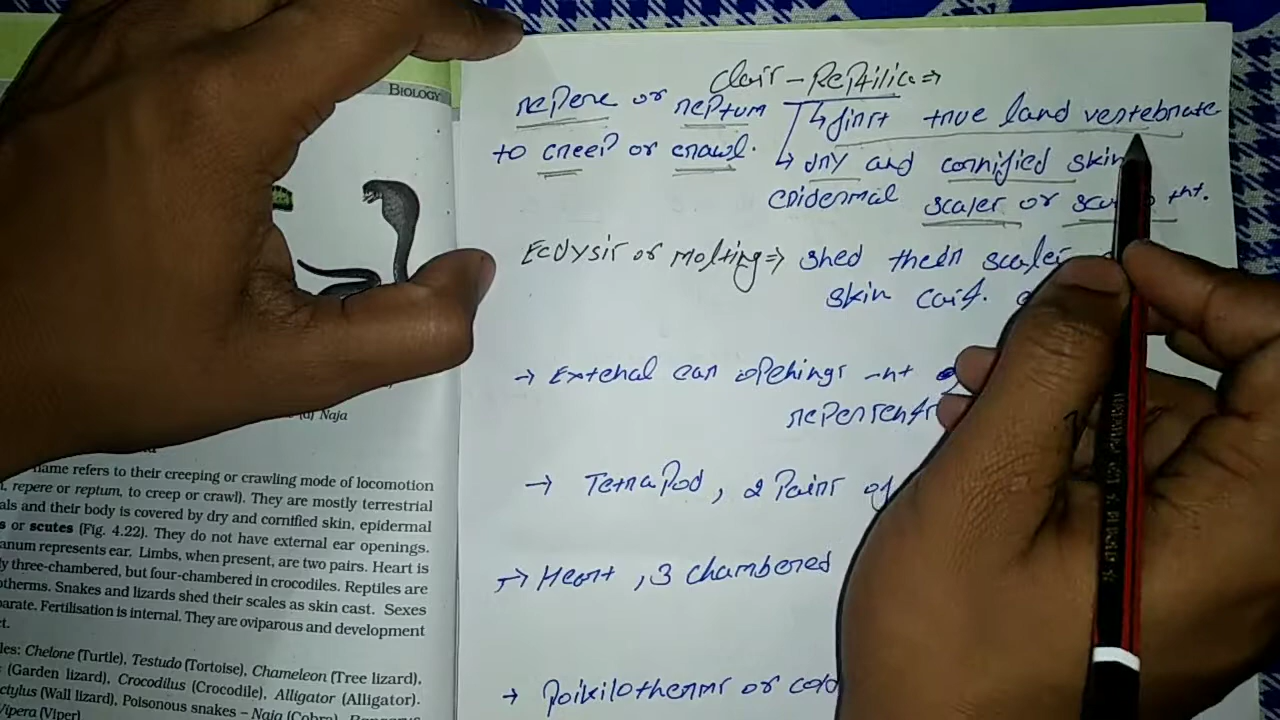 BIOLOGY
Naja
name refers to their creeping or crawling mode of locomotion
repere or reptum, to creep or crawl). They are mostly terrestrial
and their body is covered by dry and cornified skin, epidermal
or scutes (Fig. 4.22). They do not have external ear openings.
represents ear. Limbs, when present, are two pairs. Heart is
three-chambered, but four-chambered in crocodiles. Reptiles are
Snakes and lizards shed their scales as skin cast. Sexes
Fertilisation is internal. They are oviparous and development
Chelone (Turtle), Testudo (Tortoise), Chameleon (Tree lizard),
(Garden lizard), Crocodilus (Crocodile), Alligator (Alligator).
(Wall lizard), Poisonous snakes – Naja (Cobra),
Vipera (Viper)
Class - Reptilia ⇒
repere or reptum
↳ first true land vertebrate
to creep or crawl.
↳ dry and cornified skin
epidermal scales or
Ecdysis or Molting ⇒ shed their scales
skin cast.
→ External ear openings
→ Tetrapod, 2 Pairs of
→ Heart, 3 chambered
→ Poikilotherms or